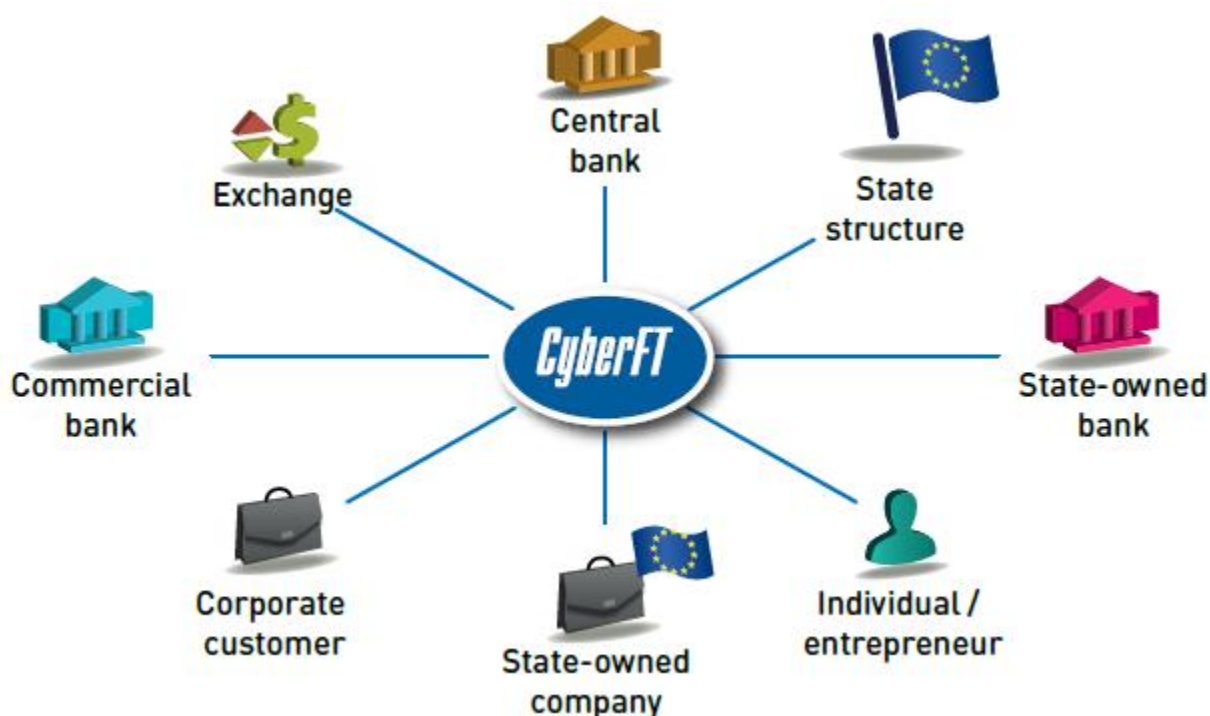 Central
bank
Exchange
State
structure
CyberFT
Commercial
bank
State-owned
bank
Corporate
customer
State-owned
company
Individual /
entrepreneur